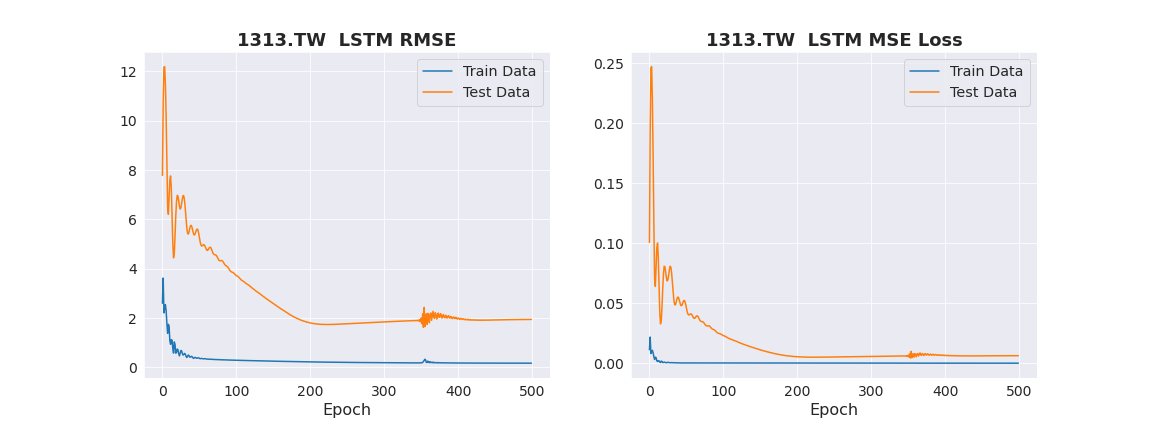 1313.TW  LSTM RMSE
12
10
8
6
4
2
0
0 100 200 300 400 500
Epoch
Train Data
Test Data
1313.TW  LSTM MSE Loss
0.25
0.20
0.15
0.10
0.05
0.00
0 100 200 300 400 500
Epoch
Train Data
Test Data